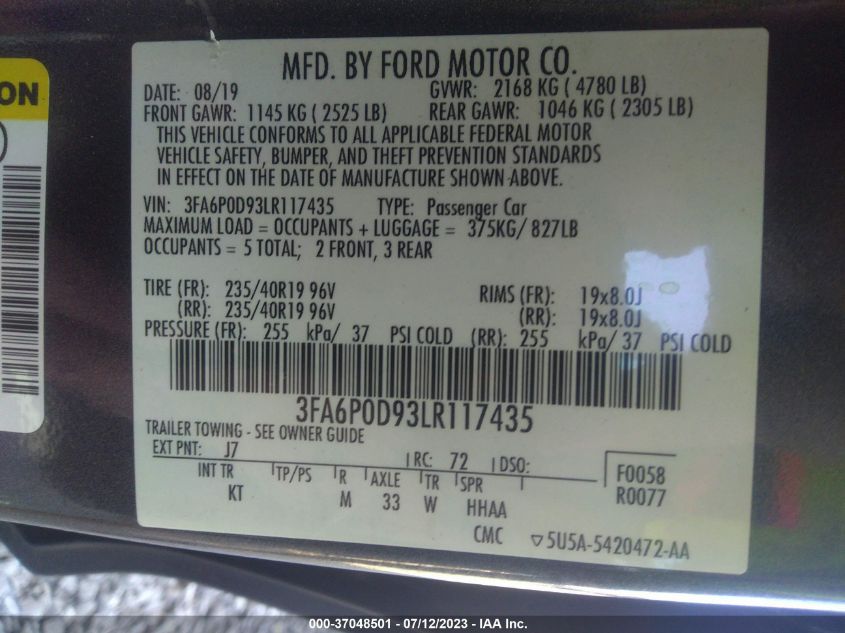 ON
MFD. BY FORD MOTOR CO.
DATE: 08/19 GVWR: 2168 KG ( 4780 LB)
FRONT GAWR: 1145 KG ( 2525 LB) REAR GAWR: 1046 KG ( 2305 LB)
THIS VEHICLE CONFORMS TO ALL APPLICABLE FEDERAL MOTOR
VEHICLE SAFETY, BUMPER, AND THEFT PREVENTION STANDARDS
IN EFFECT ON THE DATE OF MANUFACTURE SHOWN ABOVE.
VIN: 3FA6P0D93LR117435 TYPE: Passenger Car
MAXIMUM LOAD = OCCUPANTS + LUGGAGE = 375KG/ 827LB
OCCUPANTS = 5 TOTAL; 2 FRONT, 3 REAR
TIRE (FR): 235/40R19 96V RIMS (FR): 19x8.0J
(RR): 235/40R19 96V (RR): 19x8.0J
PRESSURE (FR): 255 kPa/ 37 PSI COLD (RR): 255 kPa/ 37 PSI COLD
3FA6P0D93LR117435
TRAILER TOWING - SEE OWNER GUIDE
EXT PNT: J7 RC: 72 DSO:
INT TR TP/PS R AXLE TR SPR
KT M 33 W HHAA
F0058
R0077
CMC ▽5U5A-5420472-AA
000-37048501 - 07/12/2023 - IAA Inc.